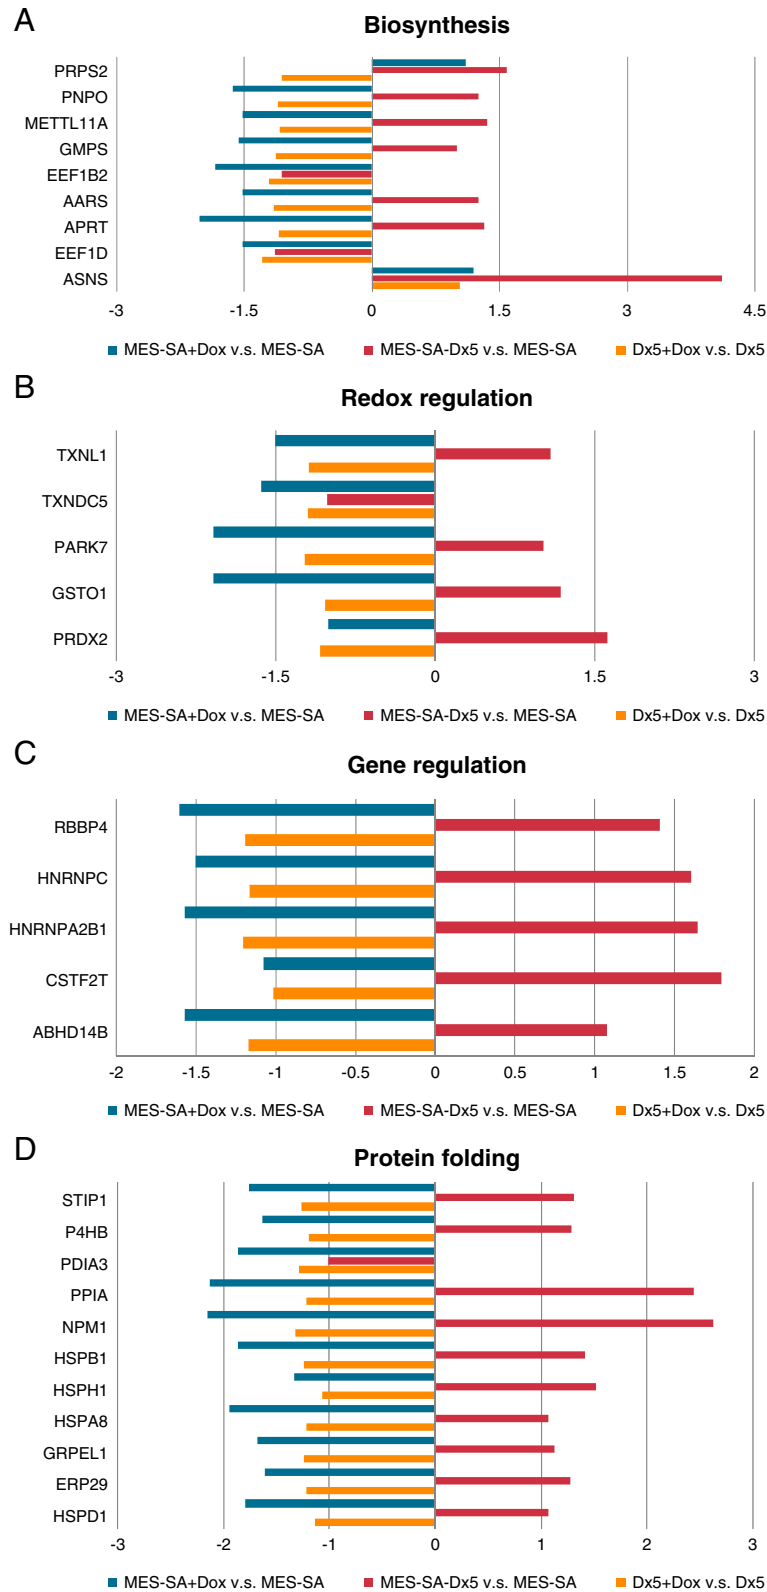 A
Biosynthesis
PRPS2
PNPO
METTL11A
GMPS
EEF1B2
AARS
APRT
EEF1D
ASNS
-3 -1.5 0 1.5 3 4.5
MES-SA+Dox v.s. MES-SA MES-SA-Dx5 v.s. MES-SA Dx5+Dox v.s. Dx5
B
Redox regulation
TXNL1
TXNDC5
PARK7
GSTO1
PRDX2
-3 -1.5 0 1.5 3
MES-SA+Dox v.s. MES-SA MES-SA-Dx5 v.s. MES-SA Dx5+Dox v.s. Dx5
C
Gene regulation
RBBP4
HNRNPC
HNRNPA2B1
CSTF2T
ABHD14B
-2 -1.5 -1 -0.5 0 0.5 1 1.5 2
MES-SA+Dox v.s. MES-SA MES-SA-Dx5 v.s. MES-SA Dx5+Dox v.s. Dx5
D
Protein folding
STIP1
P4HB
PDIA3
PPIA
NPM1
HSPB1
HSPH1
HSPA8
GRPEL1
ERP29
HSPD1
-3 -2 -1 0 1 2 3
MES-SA+Dox v.s. MES-SA MES-SA-Dx5 v.s. MES-SA Dx5+Dox v.s. Dx5